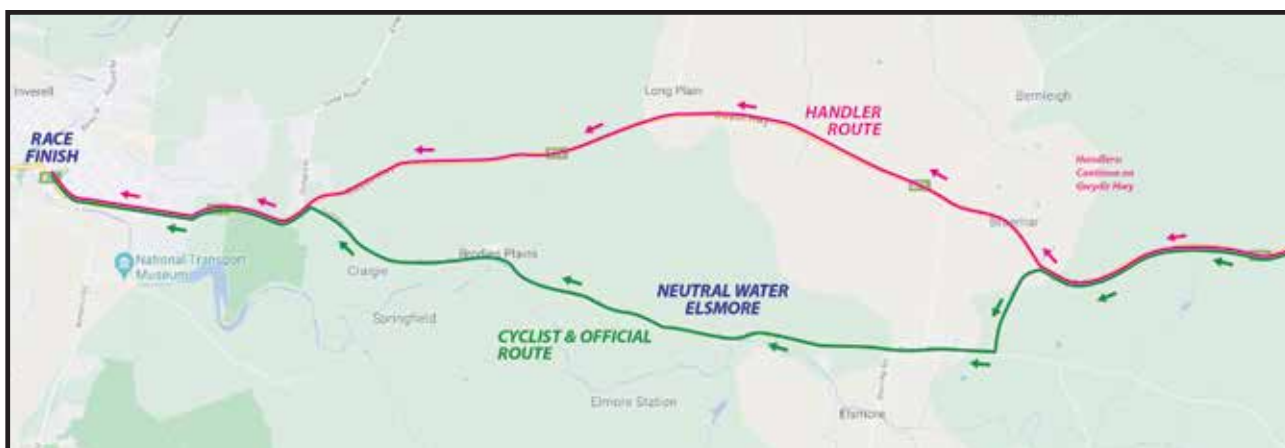 Inverell
RACE
FINISH
Long Plain
HANDLER
ROUTE
Bernleigh
Handlers
Continue on
Gwydir Hwy
National Transport
Museum
Craigie
Brodies Plains
Springfield
NEUTRAL WATER
ELSMORE
CYCLIST & OFFICIAL
ROUTE
Elmore Station
Elsmore